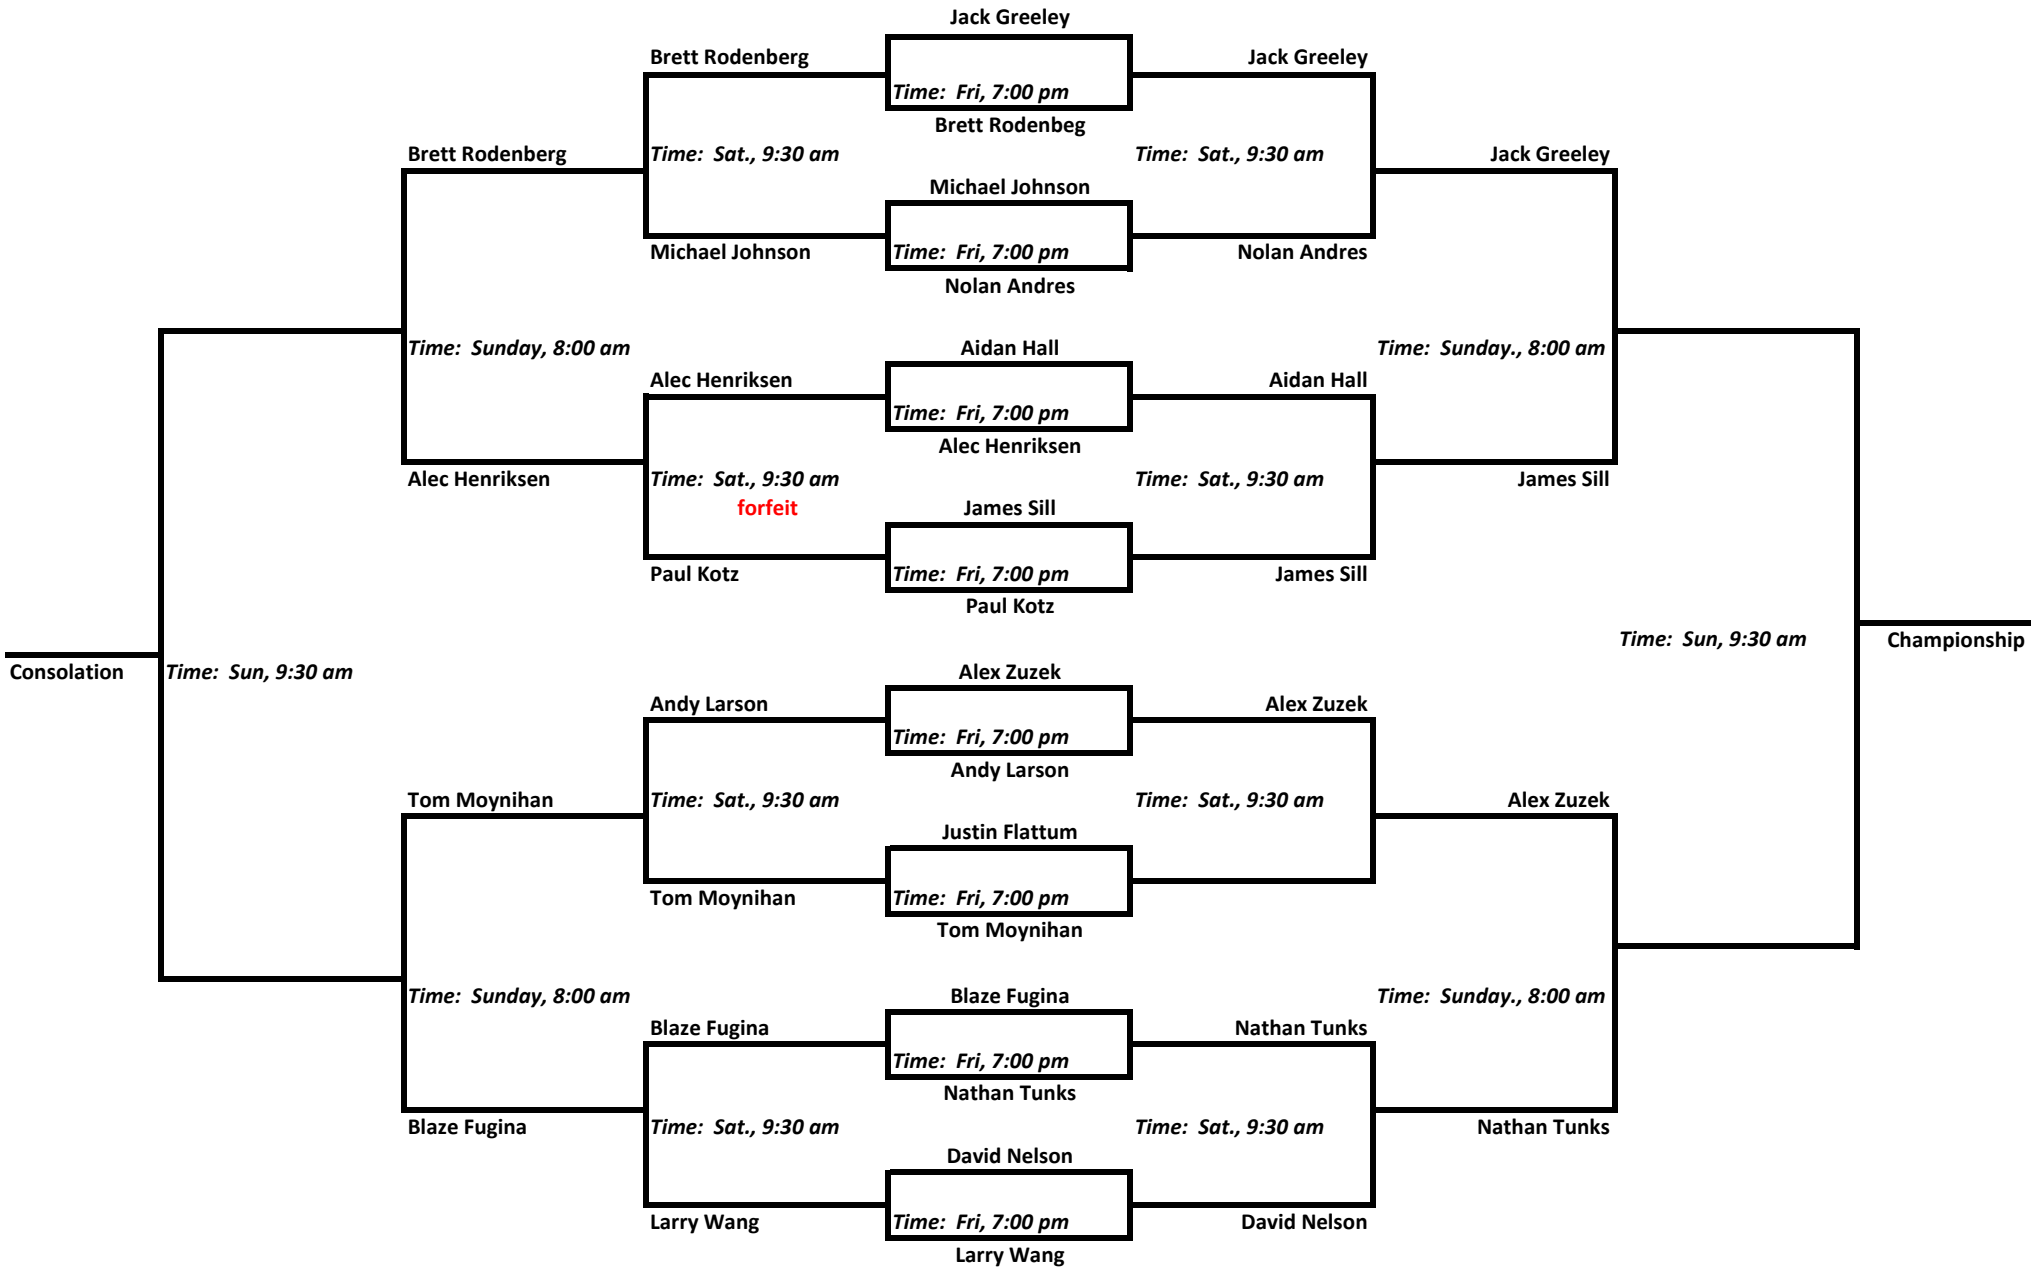 Jack Greeley
Brett Rodenberg
Jack Greeley
Time: Fri, 7:00 pm
Brett Rodenbeg
Brett Rodenberg
Time: Sat., 9:30 am
Time: Sat., 9:30 am
Jack Greeley
Michael Johnson
Michael Johnson
Time: Fri, 7:00 pm
Nolan Andres
Nolan Andres
Time: Sunday, 8:00 am
Aidan Hall
Time: Sunday., 8:00 am
Alec Henriksen
Aidan Hall
Time: Fri, 7:00 pm
Alec Henriksen
Alec Henriksen
Time: Sat., 9:30 am
Time: Sat., 9:30 am
James Sill
forfeit
James Sill
Paul Kotz
Time: Fri, 7:00 pm
James Sill
Paul Kotz
Time: Sun, 9:30 am
Championship
Consolation
Time: Sun, 9:30 am
Alex Zuzek
Andy Larson
Alex Zuzek
Time: Fri, 7:00 pm
Andy Larson
Tom Moynihan
Time: Sat., 9:30 am
Time: Sat., 9:30 am
Alex Zuzek
Justin Flattum
Tom Moynihan
Time: Fri, 7:00 pm
Tom Moynihan
Time: Sunday, 8:00 am
Blaze Fugina
Time: Sunday., 8:00 am
Blaze Fugina
Nathan Tunks
Time: Fri, 7:00 pm
Nathan Tunks
Blaze Fugina
Time: Sat., 9:30 am
Time: Sat., 9:30 am
Nathan Tunks
David Nelson
Larry Wang
Time: Fri, 7:00 pm
David Nelson
Larry Wang